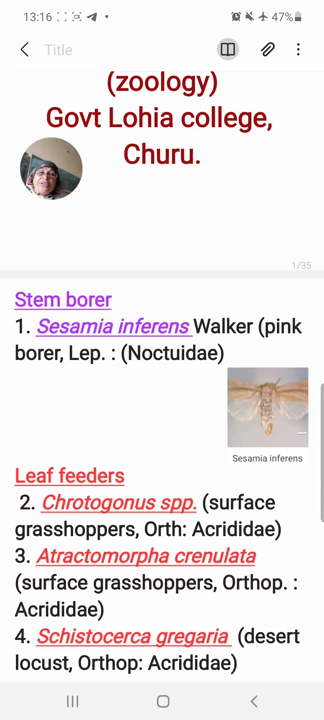 13:16
47%
Title
(zoology)
Govt Lohia college,
Churu.
1/35
Stem borer
1. Sesamia inferens Walker (pink
borer, Lep. : (Noctuidae)
Sesamia inferens
Leaf feeders
2. Chrotogonus spp. (surface
grasshoppers, Orth: Acrididae)
3. Atractomorpha crenulata
(surface grasshoppers, Orthop. :
Acrididae)
4. Schistocerca gregaria (desert
locust, Orthop: Acrididae)